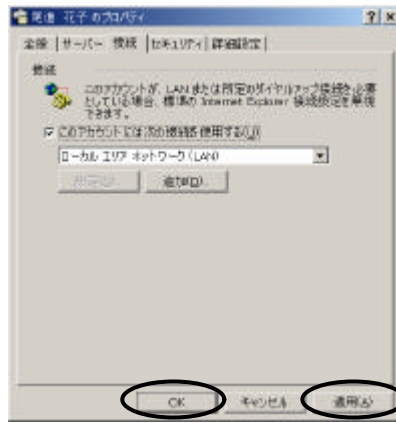 尾道 花子 のプロパティ
全般 サーバー 接続 セキュリティ 詳細設定
接続
このアカウントが、LAN または特定のダイヤルアップ接続を必要
としている場合、標準の Internet Explorer 接続設定を無視
できます。
このアカウントには次の接続を使用する(U)
ローカル エリア ネットワーク (LAN)
追加(D)...
OK キャンセル 適用(A)